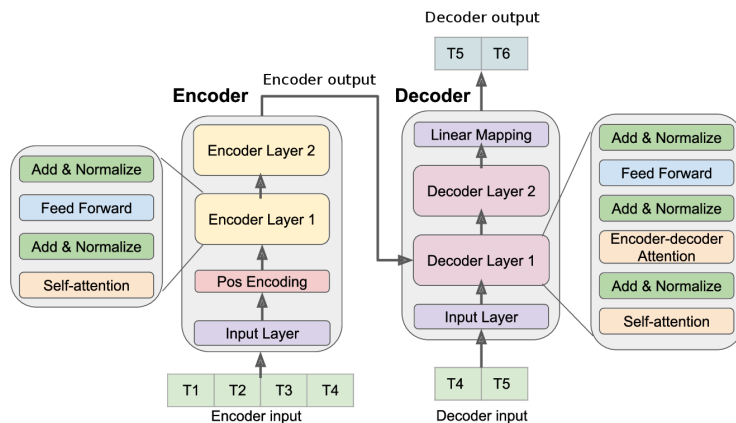 Decoder output
T5 T6
Encoder output
Encoder
Decoder
Encoder Layer 2
Encoder Layer 1
Pos Encoding
Input Layer
T1 T2 T3 T4
Encoder input
Add & Normalize
Feed Forward
Add & Normalize
Self-attention
Linear Mapping
Decoder Layer 2
Decoder Layer 1
Input Layer
T4 T5
Decoder input
Add & Normalize
Feed Forward
Add & Normalize
Encoder-decoder
Attention
Add & Normalize
Self-attention